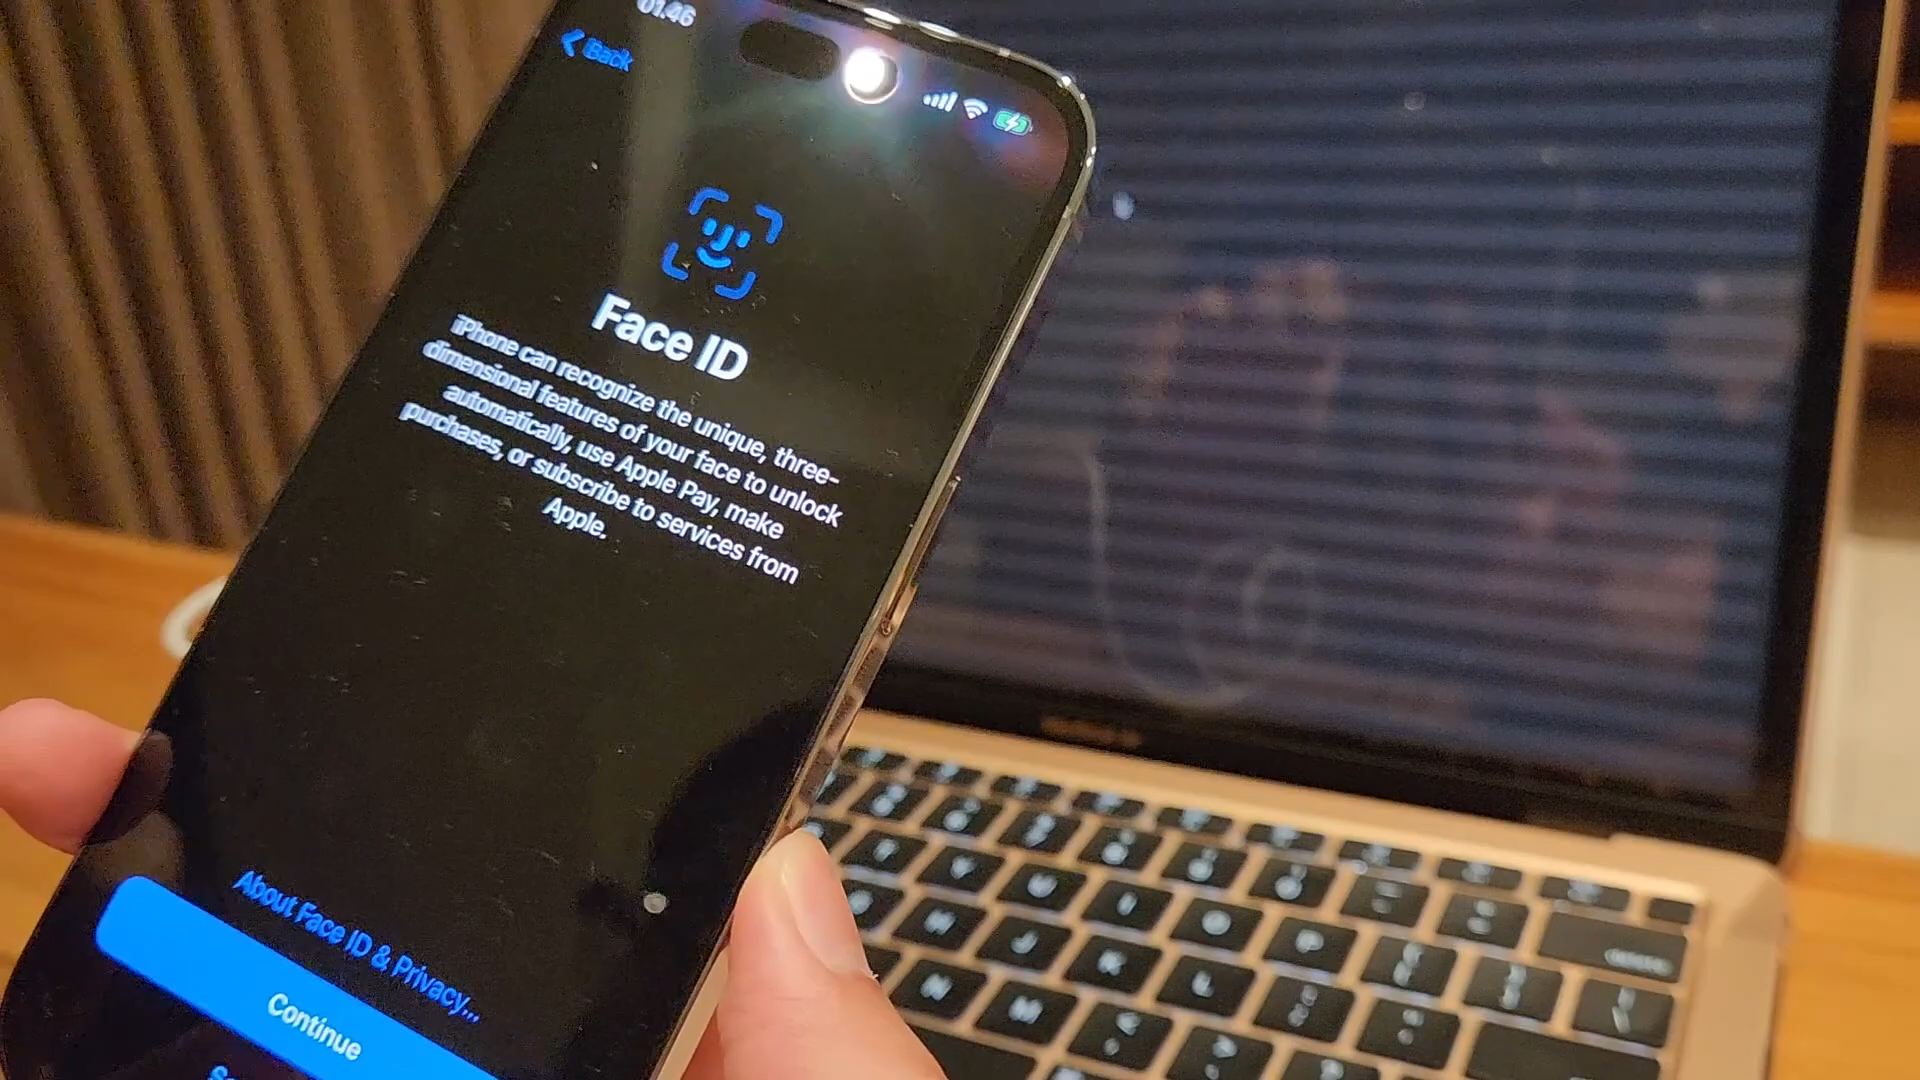 01.46
Back
Face ID
iPhone can recognize the unique, three-
dimensional features of your face to unlock
automatically, use Apple Pay, make
purchases, or subscribe to services from
Apple.
About Face ID & Privacy...
Continue
Y
U
I
O
P
H
J
K
L
N
M
delete